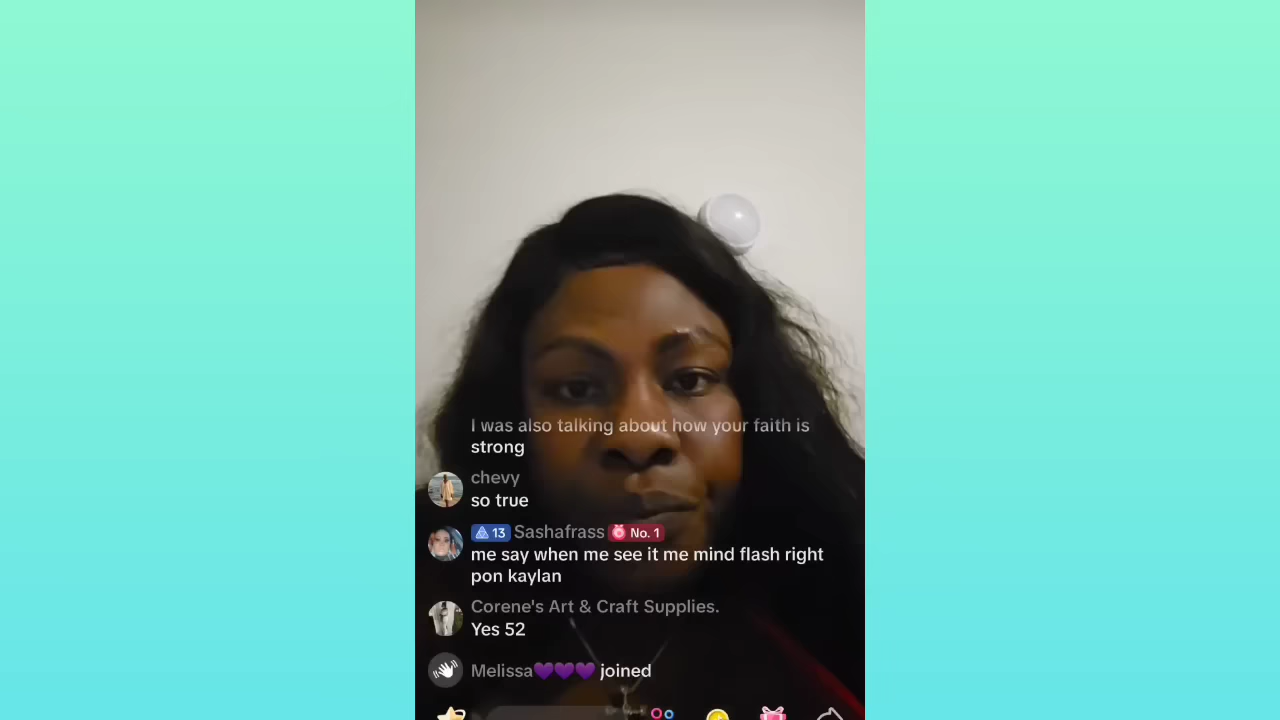 I was also talking about how your faith is
strong
chevy
so true
13 Sashafrass No. 1
me say when me see it me mind flash right
pon kaylan
Corene's Art & Craft Supplies.
Yes 52
Melissa💜💜💜 joined